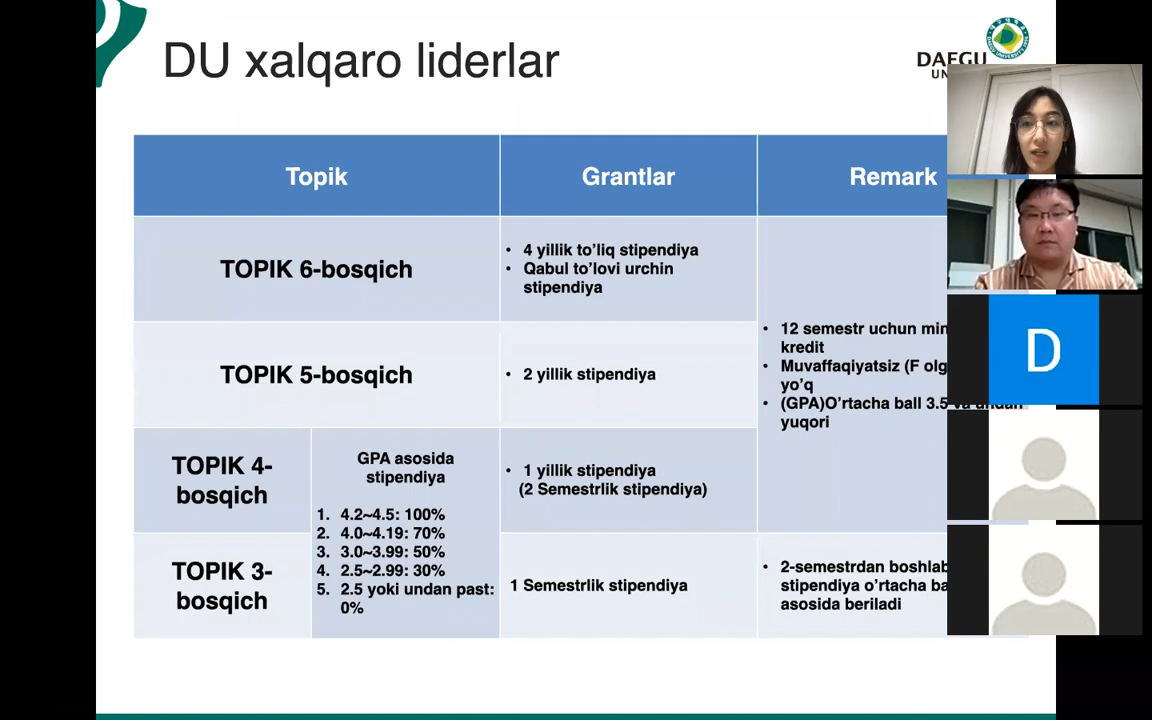 DU xalqaro liderlar
DAEGU
Topik
Grantlar
Remark
TOPIK 6-bosqich
• 4 yillik to’liq stipendiya
• Qabul to’lovi urchin
stipendiya
TOPIK 5-bosqich
• 2 yillik stipendiya
• 12 semestr uchun
kredit
• Muvaffaqiyatsiz (F
yo’q
• (GPA)O’rtacha ball 3.5 va undan
yuqori
TOPIK 4-
bosqich
GPA asosida
stipendiya
1. 4.2~4.5: 100%
2. 4.0~4.19: 70%
3. 3.0~3.99: 50%
4. 2.5~2.99: 30%
5. 2.5 yoki undan past:
0%
• 1 yillik stipendiya
(2 Semestrlik stipendiya)
TOPIK 3-
bosqich
1 Semestrlik stipendiya
• 2-semestrdan boshlab
stipendiya o’rtacha
asosida beriladi
D